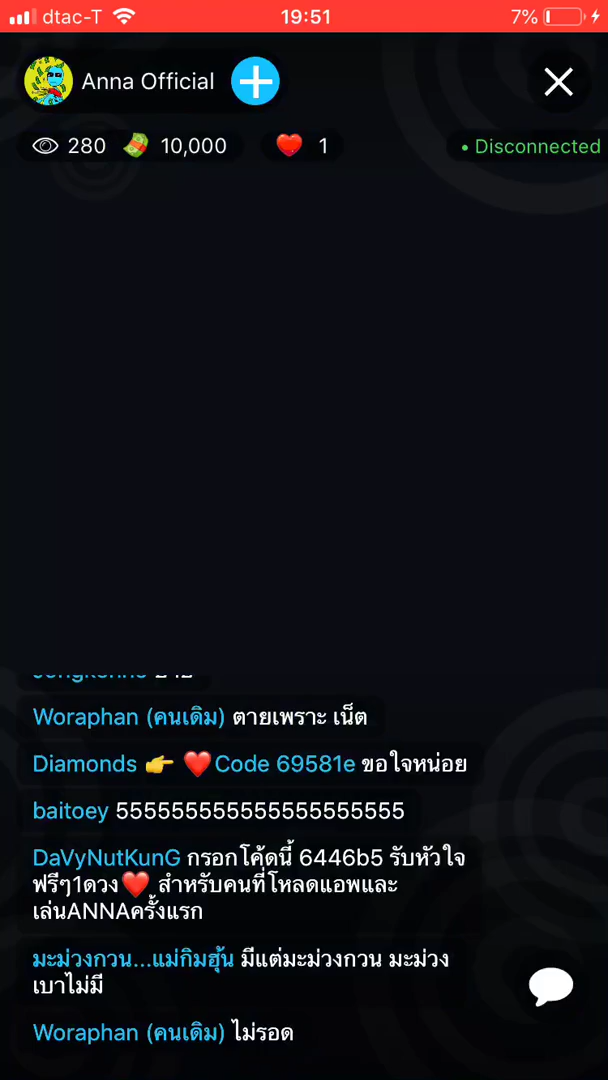 dtac-T
19:51
7%
Anna Official
280
10,000
1
• Disconnected
Woraphan (คนเดิม) ตายเพราะ เน็ต
Diamonds 👉 ❤️Code 69581e ขอใจหน่อย
baitoey 555555555555555555555
DaVyNutKunG กรอกโค้ดนี้ 6446b5 รับหัวใจ
ฟรีๆ1ดวง❤️ สำหรับคนที่โหลดแอพและ
เล่นANNAครั้งแรก
มะม่วงกวน...แม่กิมฮุ้น มีแต่มะม่วงกวน มะม่วง
เบาไม่มี
Woraphan (คนเดิม) ไม่รอด